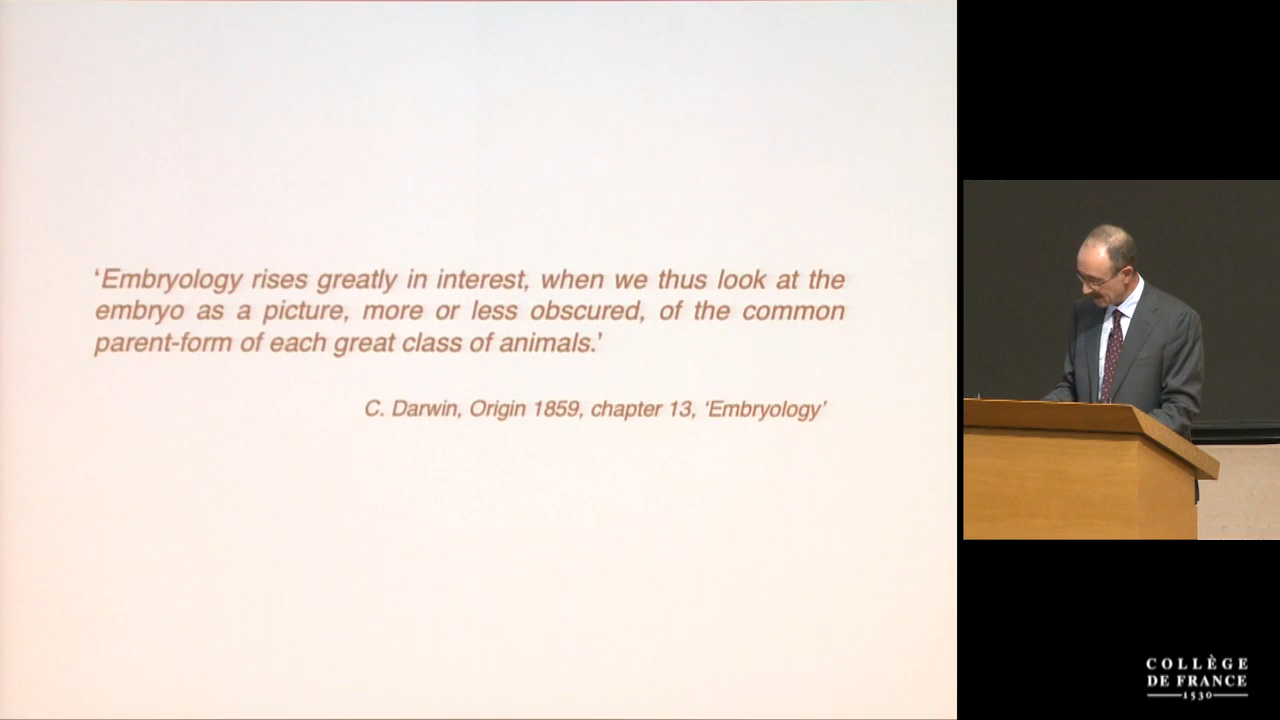 ‘Embryology rises greatly in interest, when we thus look at the
embryo as a picture, more or less obscured, of the common
parent-form of each great class of animals.’
C. Darwin, Origin 1859, chapter 13, ‘Embryology’
COLLÈGE
DE FRANCE
1530